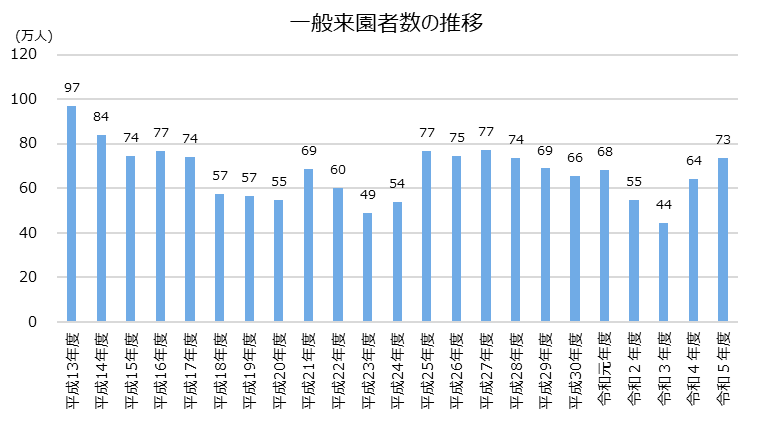 一般来園者数の推移
(万人)
120
100
80
60
40
20
0
97
84
74
77
74
57
57
55
69
60
49
54
77
75
77
74
69
66
68
55
44
64
73
平成13年度
平成14年度
平成15年度
平成16年度
平成17年度
平成18年度
平成19年度
平成20年度
平成21年度
平成22年度
平成23年度
平成24年度
平成25年度
平成26年度
平成27年度
平成28年度
平成29年度
平成30年度
令和元年度
令和２年度
令和３年度
令和４年度
令和５年度